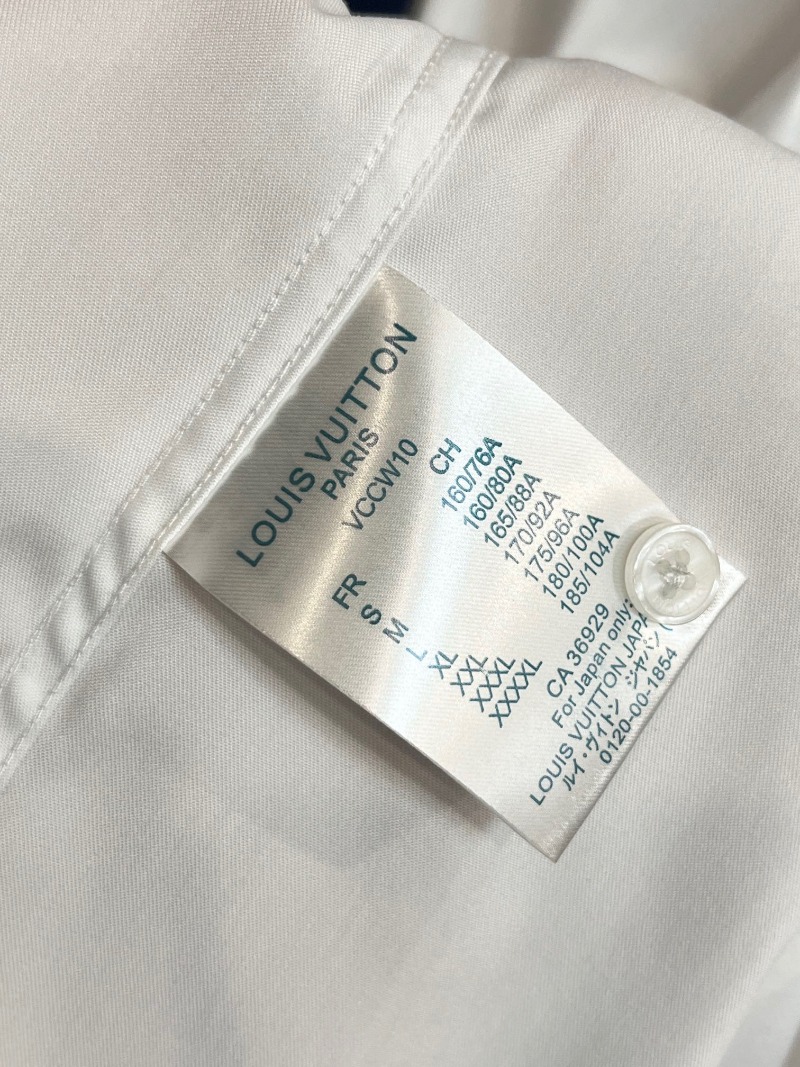 LOUIS VUITTON
PARIS
VCCW10
FR CH
S 160/76A
M 160/80A
L 165/88A
XL 170/92A
XXL 175/96A
XXXL 180/100A
XXXXL 185/104A
CA 36929
For Japan only:
LOUIS VUITTON
ルイ・ヴィトン ジャパン
0120-00-1854